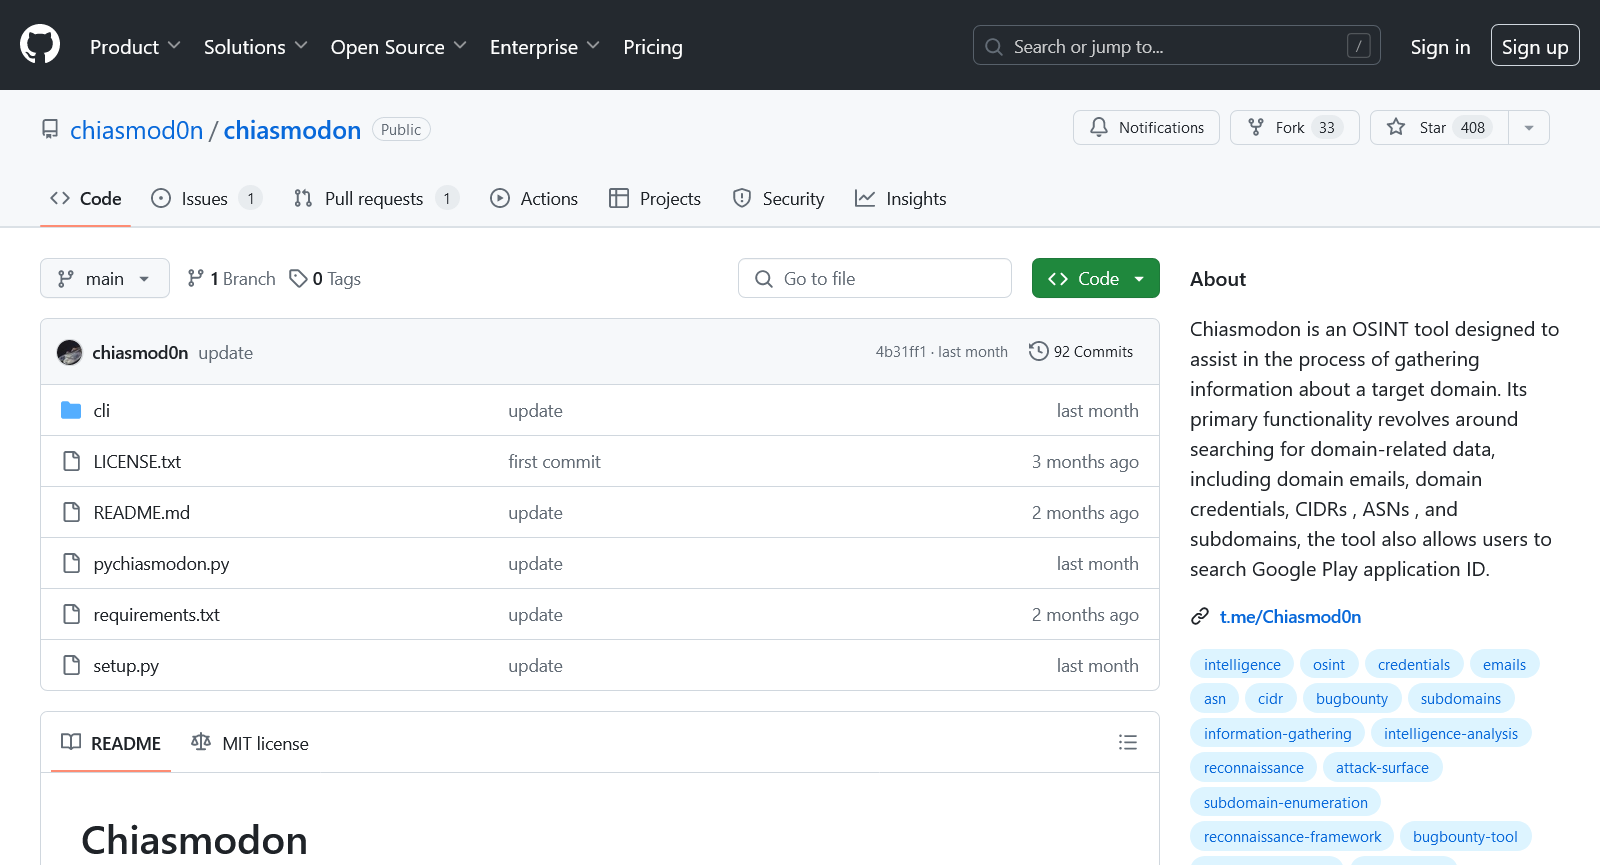 Product Solutions Open Source Enterprise Pricing Search or jump to... / Sign in Sign up
chiasmod0n / chiasmodon Public Notifications Fork 33 Star 408
Code Issues 1 Pull requests 1 Actions Projects Security Insights
main 1 Branch 0 Tags Go to file Code
chiasmod0n update 4b31ff1 · last month 92 Commits
cli update last month
LICENSE.txt first commit 3 months ago
README.md update 2 months ago
pychiasmodon.py update last month
requirements.txt update 2 months ago
setup.py update last month
README MIT license
Chiasmodon
About
Chiasmodon is an OSINT tool designed to
assist in the process of gathering
information about a target domain. Its
primary functionality revolves around
searching for domain-related data,
including domain emails, domain
credentials, CIDRs , ASNs , and
subdomains, the tool also allows users to
search Google Play application ID.
t.me/Chiasmod0n
intelligence osint credentials emails
asn cidr bugbounty subdomains
information-gathering intelligence-analysis
reconnaissance attack-surface
subdomain-enumeration
reconnaissance-framework bugbounty-tool